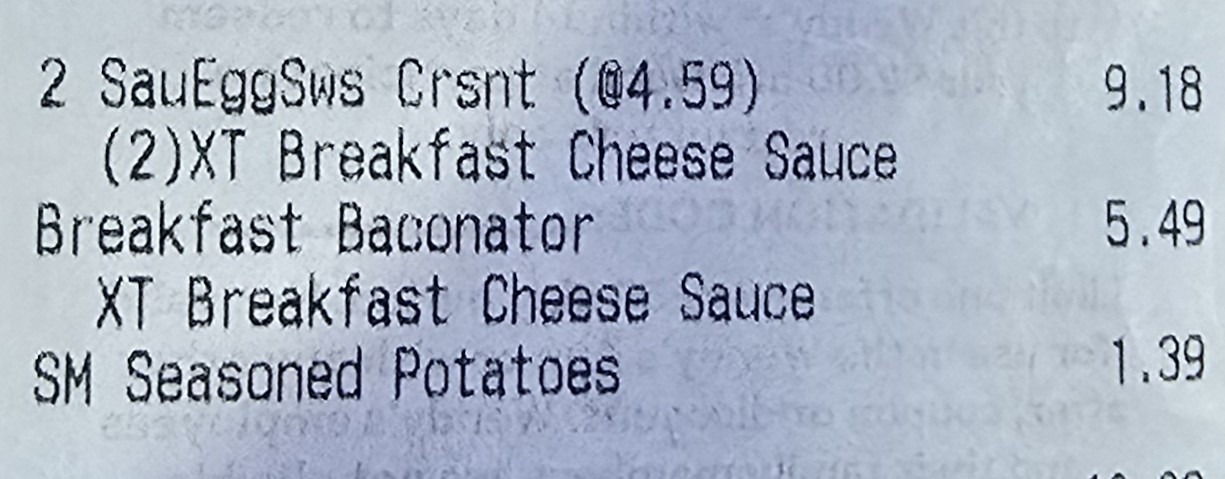 2 SauEggSws Crsnt (@4.59) 9.18
(2)XT Breakfast Cheese Sauce
Breakfast Baconator 5.49
XT Breakfast Cheese Sauce
SM Seasoned Potatoes 1.39